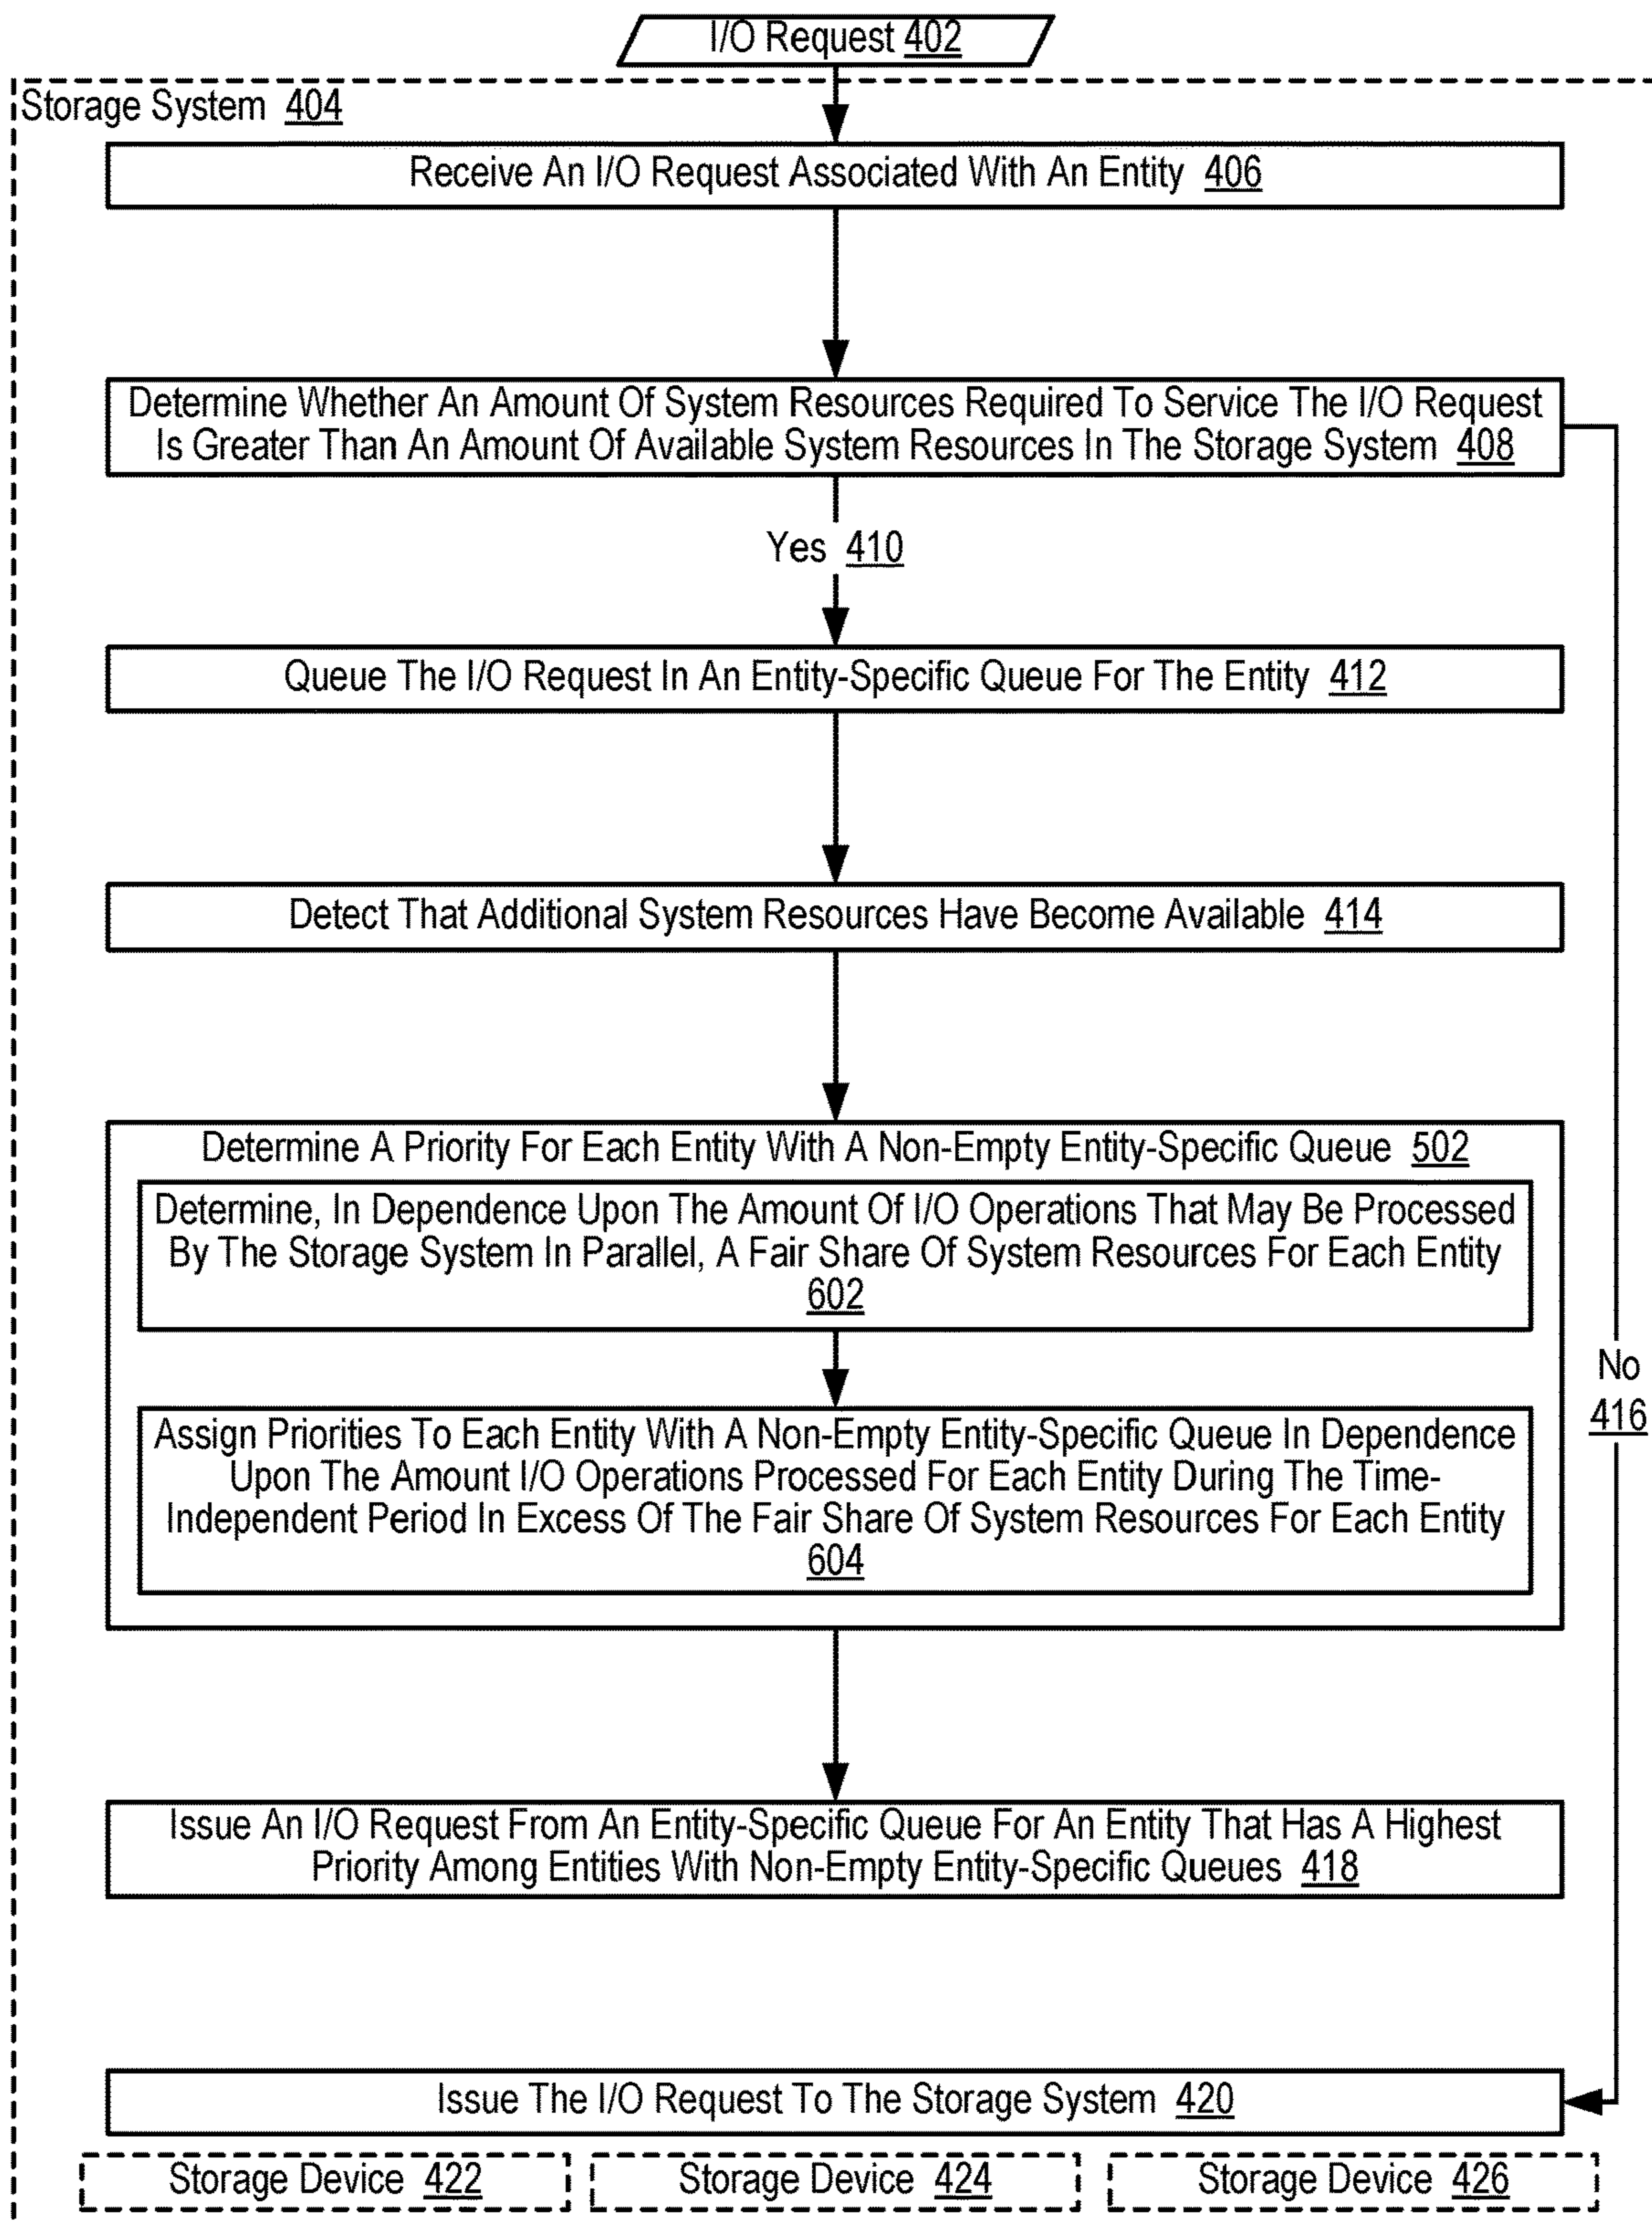 I/O Request 402
Storage System 404
Receive An I/O Request Associated With An Entity 406
Determine Whether An Amount Of System Resources Required To Service The I/O Request
Is Greater Than An Amount Of Available System Resources In The Storage System 408
Yes 410
Queue The I/O Request In An Entity-Specific Queue For The Entity 412
Detect That Additional System Resources Have Become Available 414
Determine A Priority For Each Entity With A Non-Empty Entity-Specific Queue 502
Determine, In Dependence Upon The Amount Of I/O Operations That May Be Processed
By The Storage System In Parallel, A Fair Share Of System Resources For Each Entity
602
No
416
Assign Priorities To Each Entity With A Non-Empty Entity-Specific Queue In Dependence
Upon The Amount I/O Operations Processed For Each Entity During The Time-
Independent Period In Excess Of The Fair Share Of System Resources For Each Entity
604
Issue An I/O Request From An Entity-Specific Queue For An Entity That Has A Highest
Priority Among Entities With Non-Empty Entity-Specific Queues 418
Issue The I/O Request To The Storage System 420
Storage Device 422
Storage Device 424
Storage Device 426